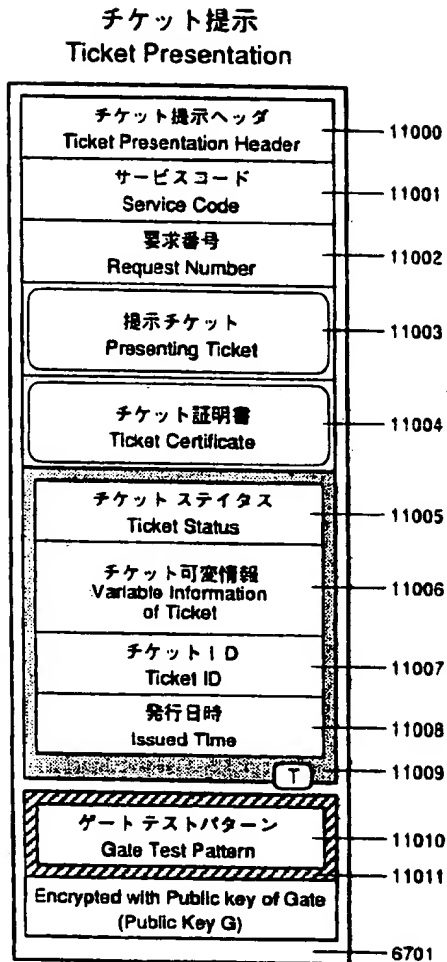 チケット提示
Ticket Presentation
チケット提示ヘッダ
Ticket Presentation Header
11000
サービスコード
Service Code
11001
要求番号
Request Number
11002
提示チケット
Presenting Ticket
11003
チケット証明書
Ticket Certificate
11004
チケット ステイタス
Ticket Status
11005
チケット可変情報
Variable Information
of Ticket
11006
チケットID
Ticket ID
11007
発行日時
Issued Time
11008
T
11009
ゲート テストパターン
Gate Test Pattern
11010
11011
Encrypted with Public key of Gate
(Public Key G)
6701